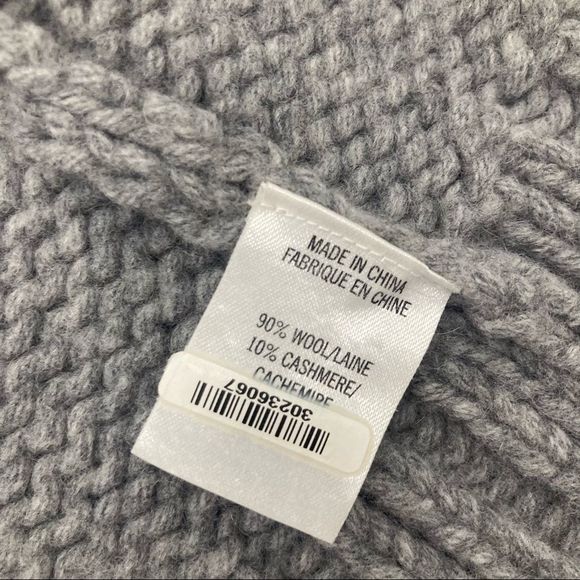 MADE IN CHINA
FABRIQUE EN CHINE
90% WOOL/LAINE
10% CASHMERE/
CACHEMIRE
30236067